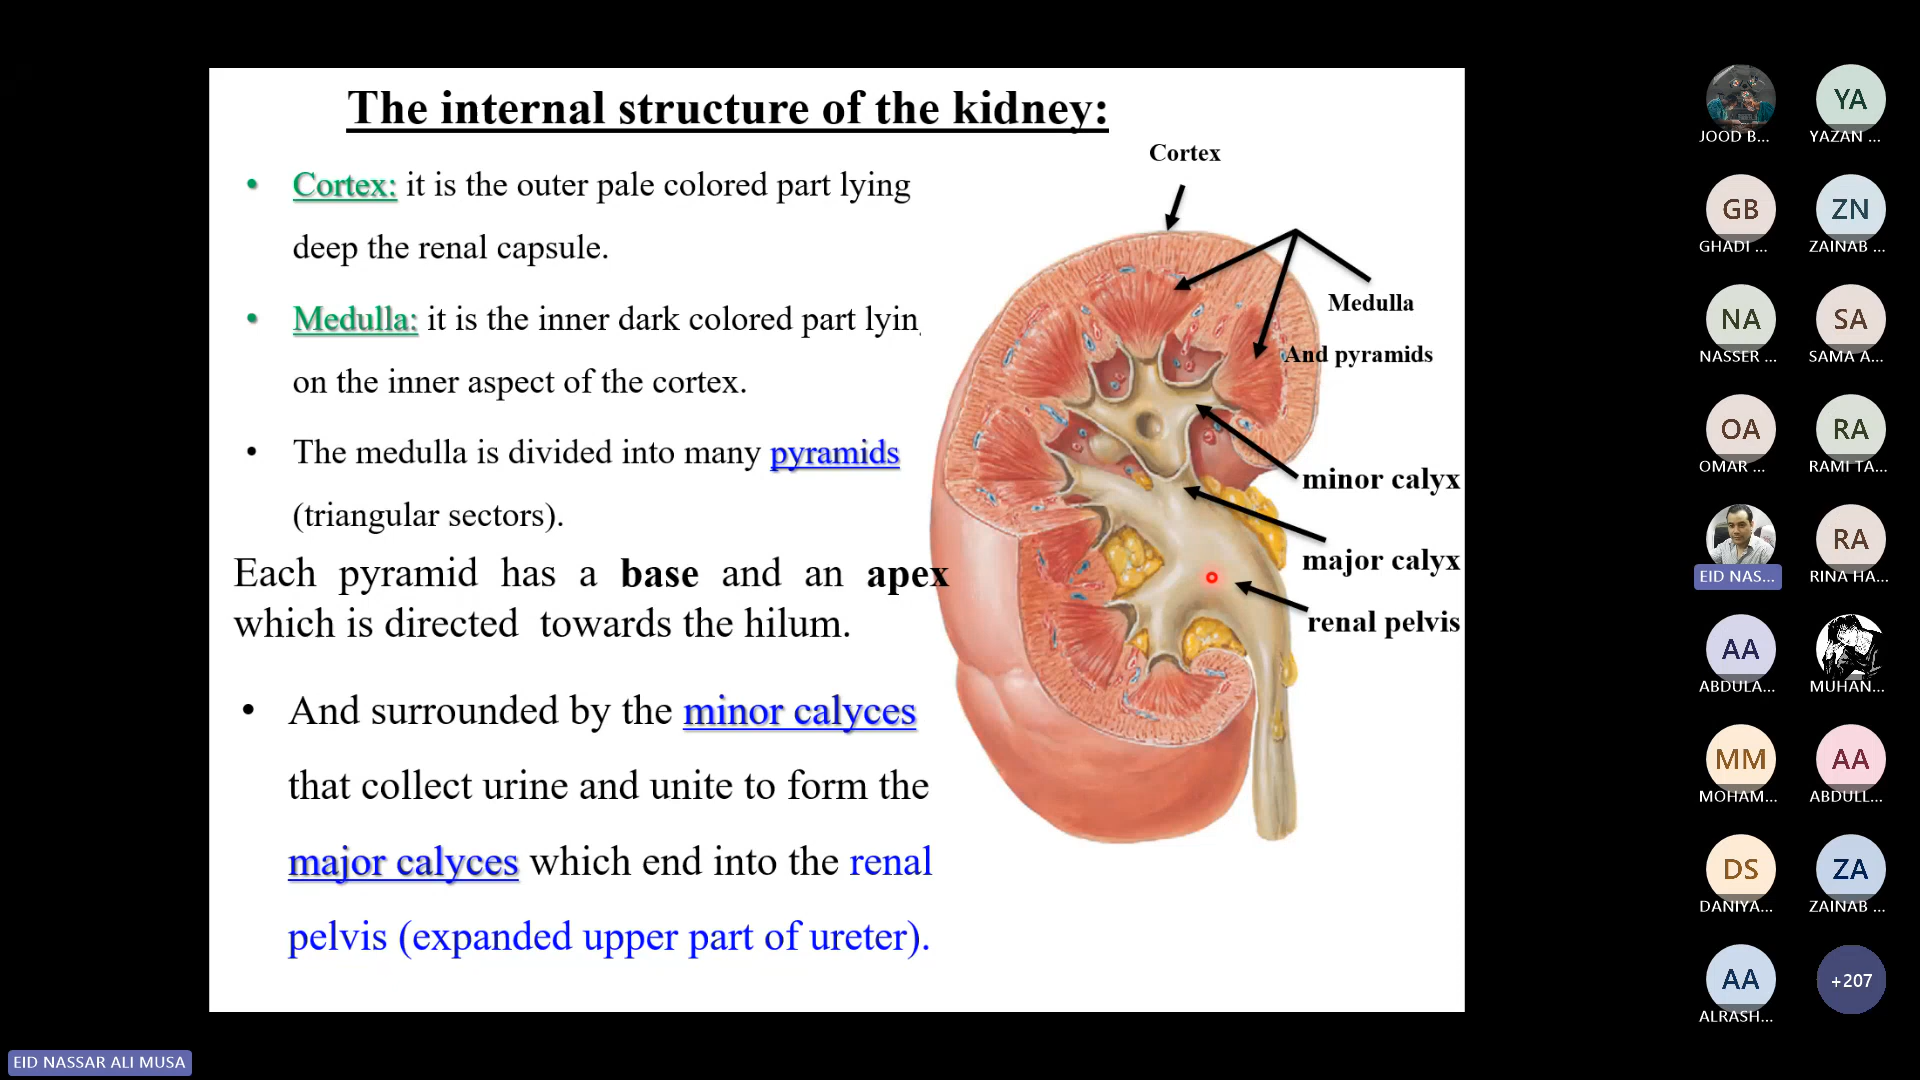 The internal structure of the kidney:
• Cortex: it is the outer pale colored part lying
deep the renal capsule.
• Medulla: it is the inner dark colored part lyin
on the inner aspect of the cortex.
• The medulla is divided into many pyramids
(triangular sectors).
Each pyramid has a base and an apex
which is directed towards the hilum.
• And surrounded by the minor calyces
that collect urine and unite to form the
major calyces which end into the renal
pelvis (expanded upper part of ureter).
Cortex
Medulla
And pyramids
minor calyx
major calyx
renal pelvis
JOOD B...
YA
YAZAN ...
GB
GHADI ...
ZN
ZAINAB ...
NA
NASSER ...
SA
SAMA A...
OA
OMAR ...
RA
RAMI TA...
EID NAS...
RA
RINA HA...
AA
ABDULA...
MUHAN...
MM
MOHAM...
AA
ABDULL...
DS
DANIYA...
ZA
ZAINAB ...
AA
ALRASH...
+207
EID NASSAR ALI MUSA